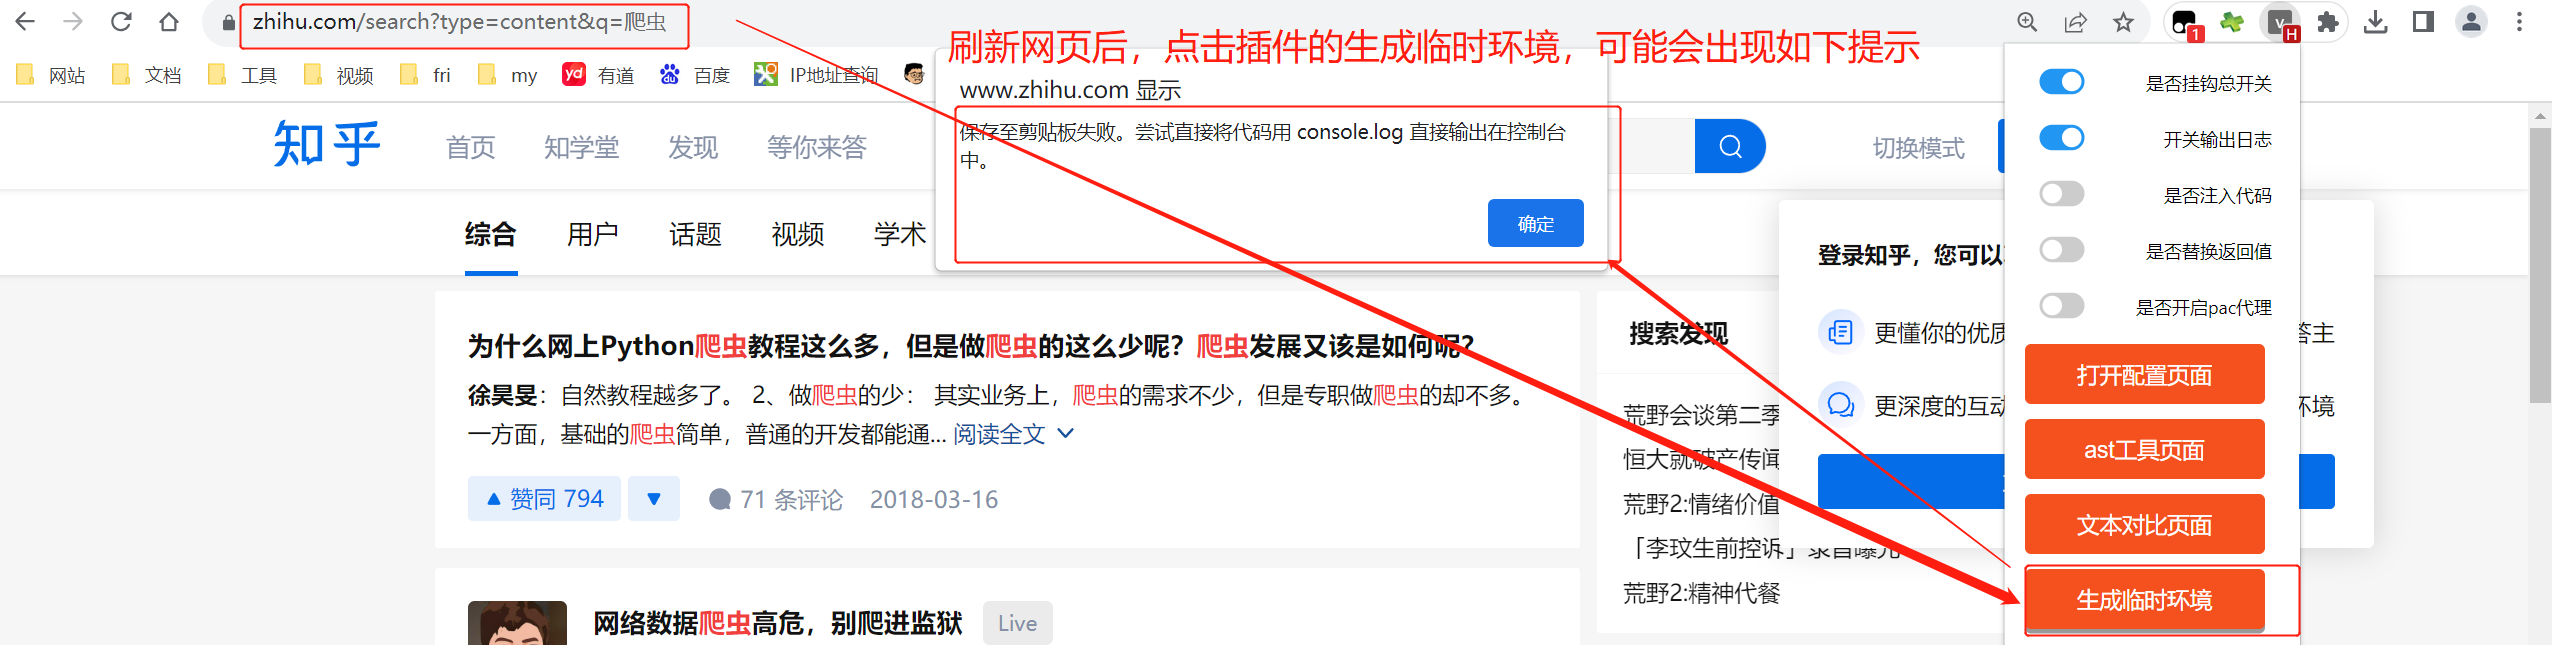 zhihu.com/search?type=content&q=爬虫
刷新网页后，点击插件的生成临时环境，可能会出现如下提示
1
V
H
网站
文档
工具
视频
fri
my
yd
有道
du
百度
IP地址查询
www.zhihu.com 显示
保存至剪贴板失败。尝试直接将代码用 console.log 直接输出在控制台
中。
确定
知乎
首页
知学堂
发现
等你来答
切换模式
综合
用户
话题
视频
学术
为什么网上Python爬虫教程这么多，但是做爬虫的这么少呢？爬虫发展又该是如何呢？
徐昊旻：自然教程越多了。 2、做爬虫的少： 其实业务上，爬虫的需求不少，但是专职做爬虫的却不多。
一方面，基础的爬虫简单，普通的开发都能通... 阅读全文
赞同 794
71 条评论
2018-03-16
网络数据爬虫高危，别爬进监狱
Live
搜索发现
荒野会谈第二季
恒大就破产传闻
荒野2:情绪价值
「李玟生前控诉」录音曝光
荒野2:精神代餐
登录知乎，您可以
更懂你的优质
答主
更深度的互动
环境
是否挂钩总开关
开关输出日志
是否注入代码
是否替换返回值
是否开启pac代理
打开配置页面
ast工具页面
文本对比页面
生成临时环境